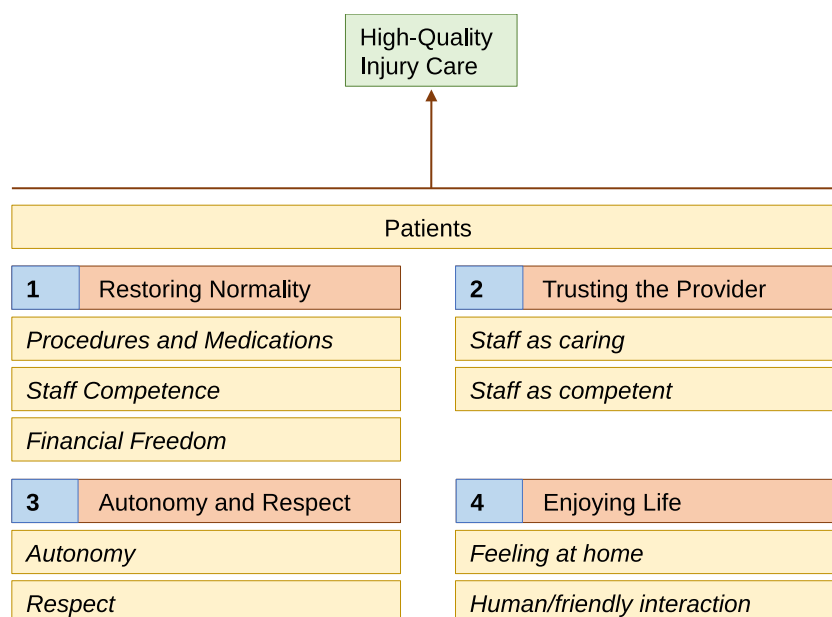 High-Quality
Injury Care
Patients
1 Restoring Normality
Procedures and Medications
Staff Competence
Financial Freedom
2 Trusting the Provider
Staff as caring
Staff as competent
3 Autonomy and Respect
Autonomy
Respect
4 Enjoying Life
Feeling at home
Human/friendly interaction